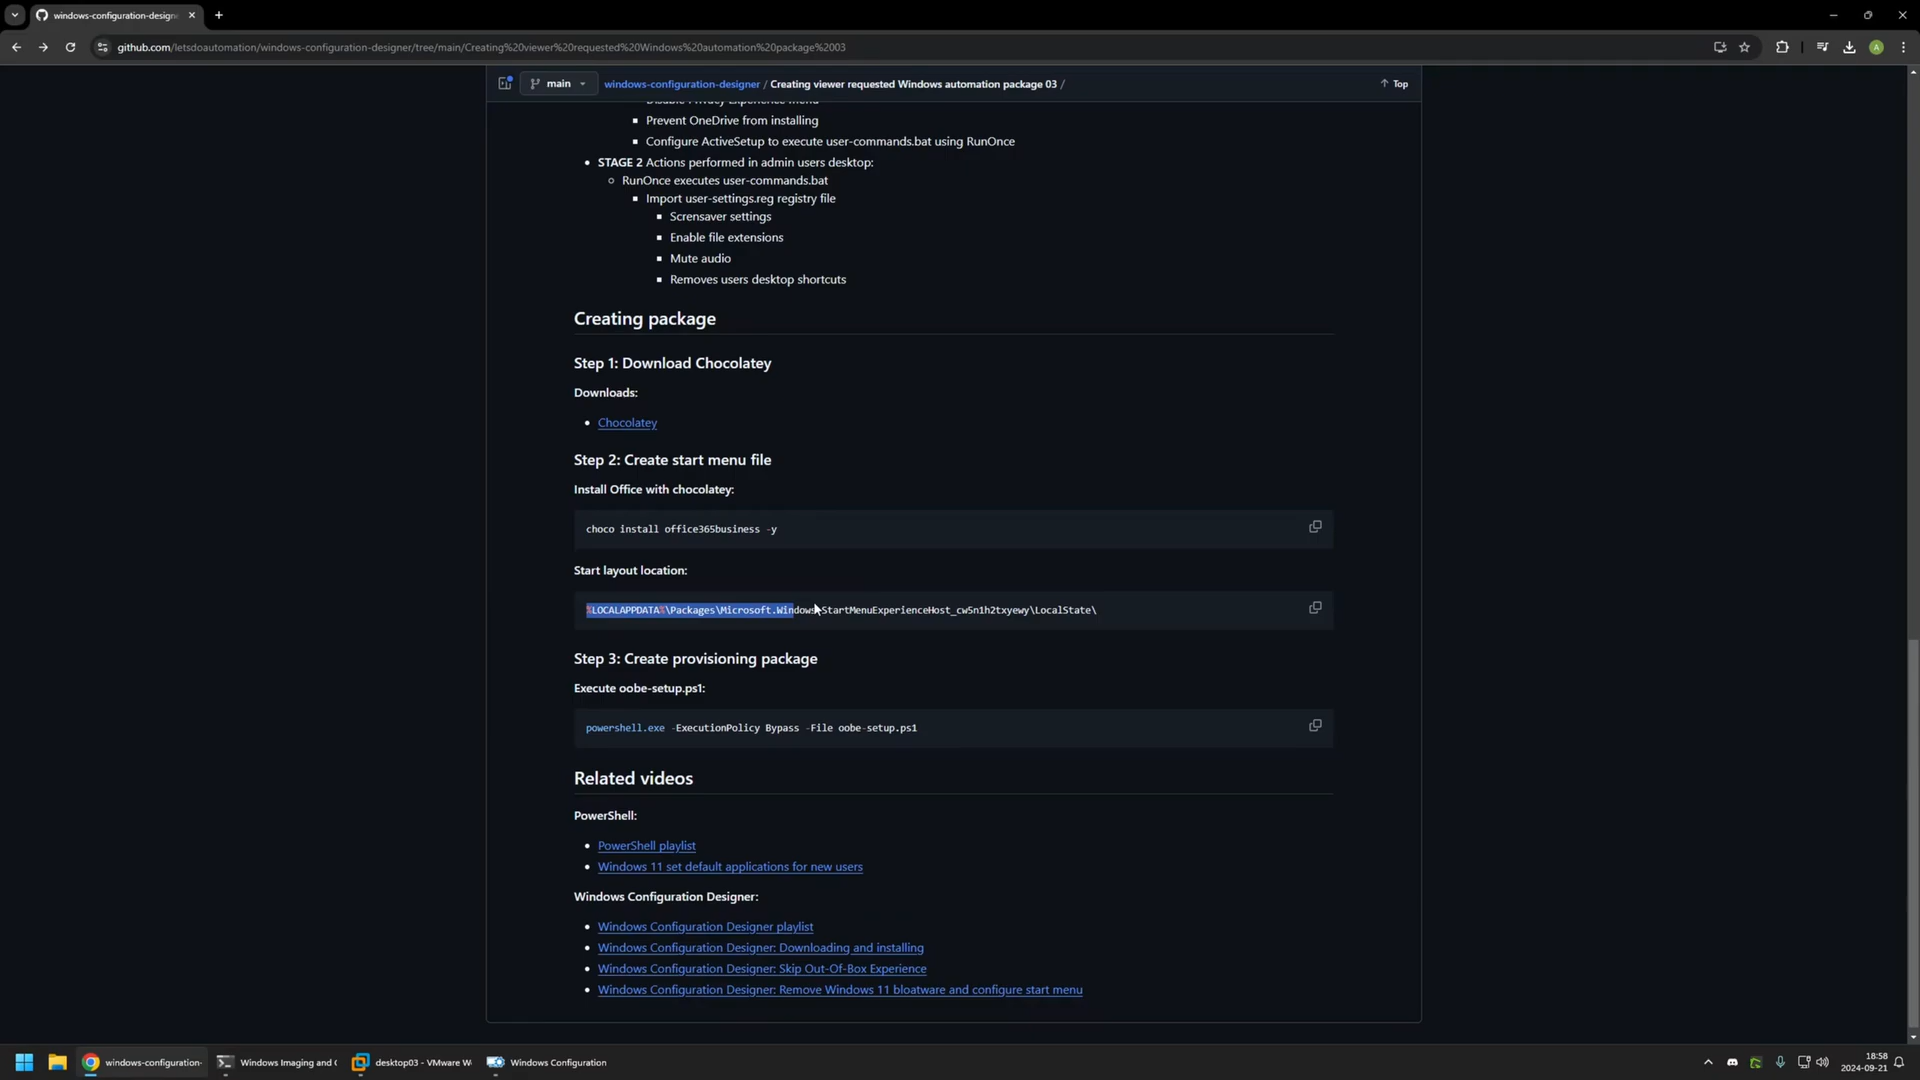 windows-configuration-design
github.com/letsdoautomation/windows-configuration-designer/tree/main/Creating%20viewer%20requested%20Windows%20automation%20package%2003
main
windows-configuration-designer / Creating viewer requested Windows automation package 03 /
Top
Disable Privacy Experience menu
Prevent OneDrive from installing
Configure ActiveSetup to execute user-commands.bat using RunOnce
STAGE 2 Actions performed in admin users desktop:
RunOnce executes user-commands.bat
Import user-settings.reg registry file
Scrensaver settings
Enable file extensions
Mute audio
Removes users desktop shortcuts
Creating package
Step 1: Download Chocolatey
Downloads:
Chocolatey
Step 2: Create start menu file
Install Office with chocolatey:
choco install office365business -y
Start layout location:
%LOCALAPPDATA%\Packages\Microsoft.Windows.StartMenuExperienceHost_cw5n1h2txyewy\LocalState\
Step 3: Create provisioning package
Execute oobe-setup.ps1:
powershell.exe -ExecutionPolicy Bypass -File oobe-setup.ps1
Related videos
PowerShell:
PowerShell playlist
Windows 11 set default applications for new users
Windows Configuration Designer:
Windows Configuration Designer playlist
Windows Configuration Designer: Downloading and installing
Windows Configuration Designer: Skip Out-Of-Box Experience
Windows Configuration Designer: Remove Windows 11 bloatware and configure start menu
windows-configuration-
Windows Imaging and C
desktop03 - VMware W
Windows Configuration
18:58
2024-09-21
A